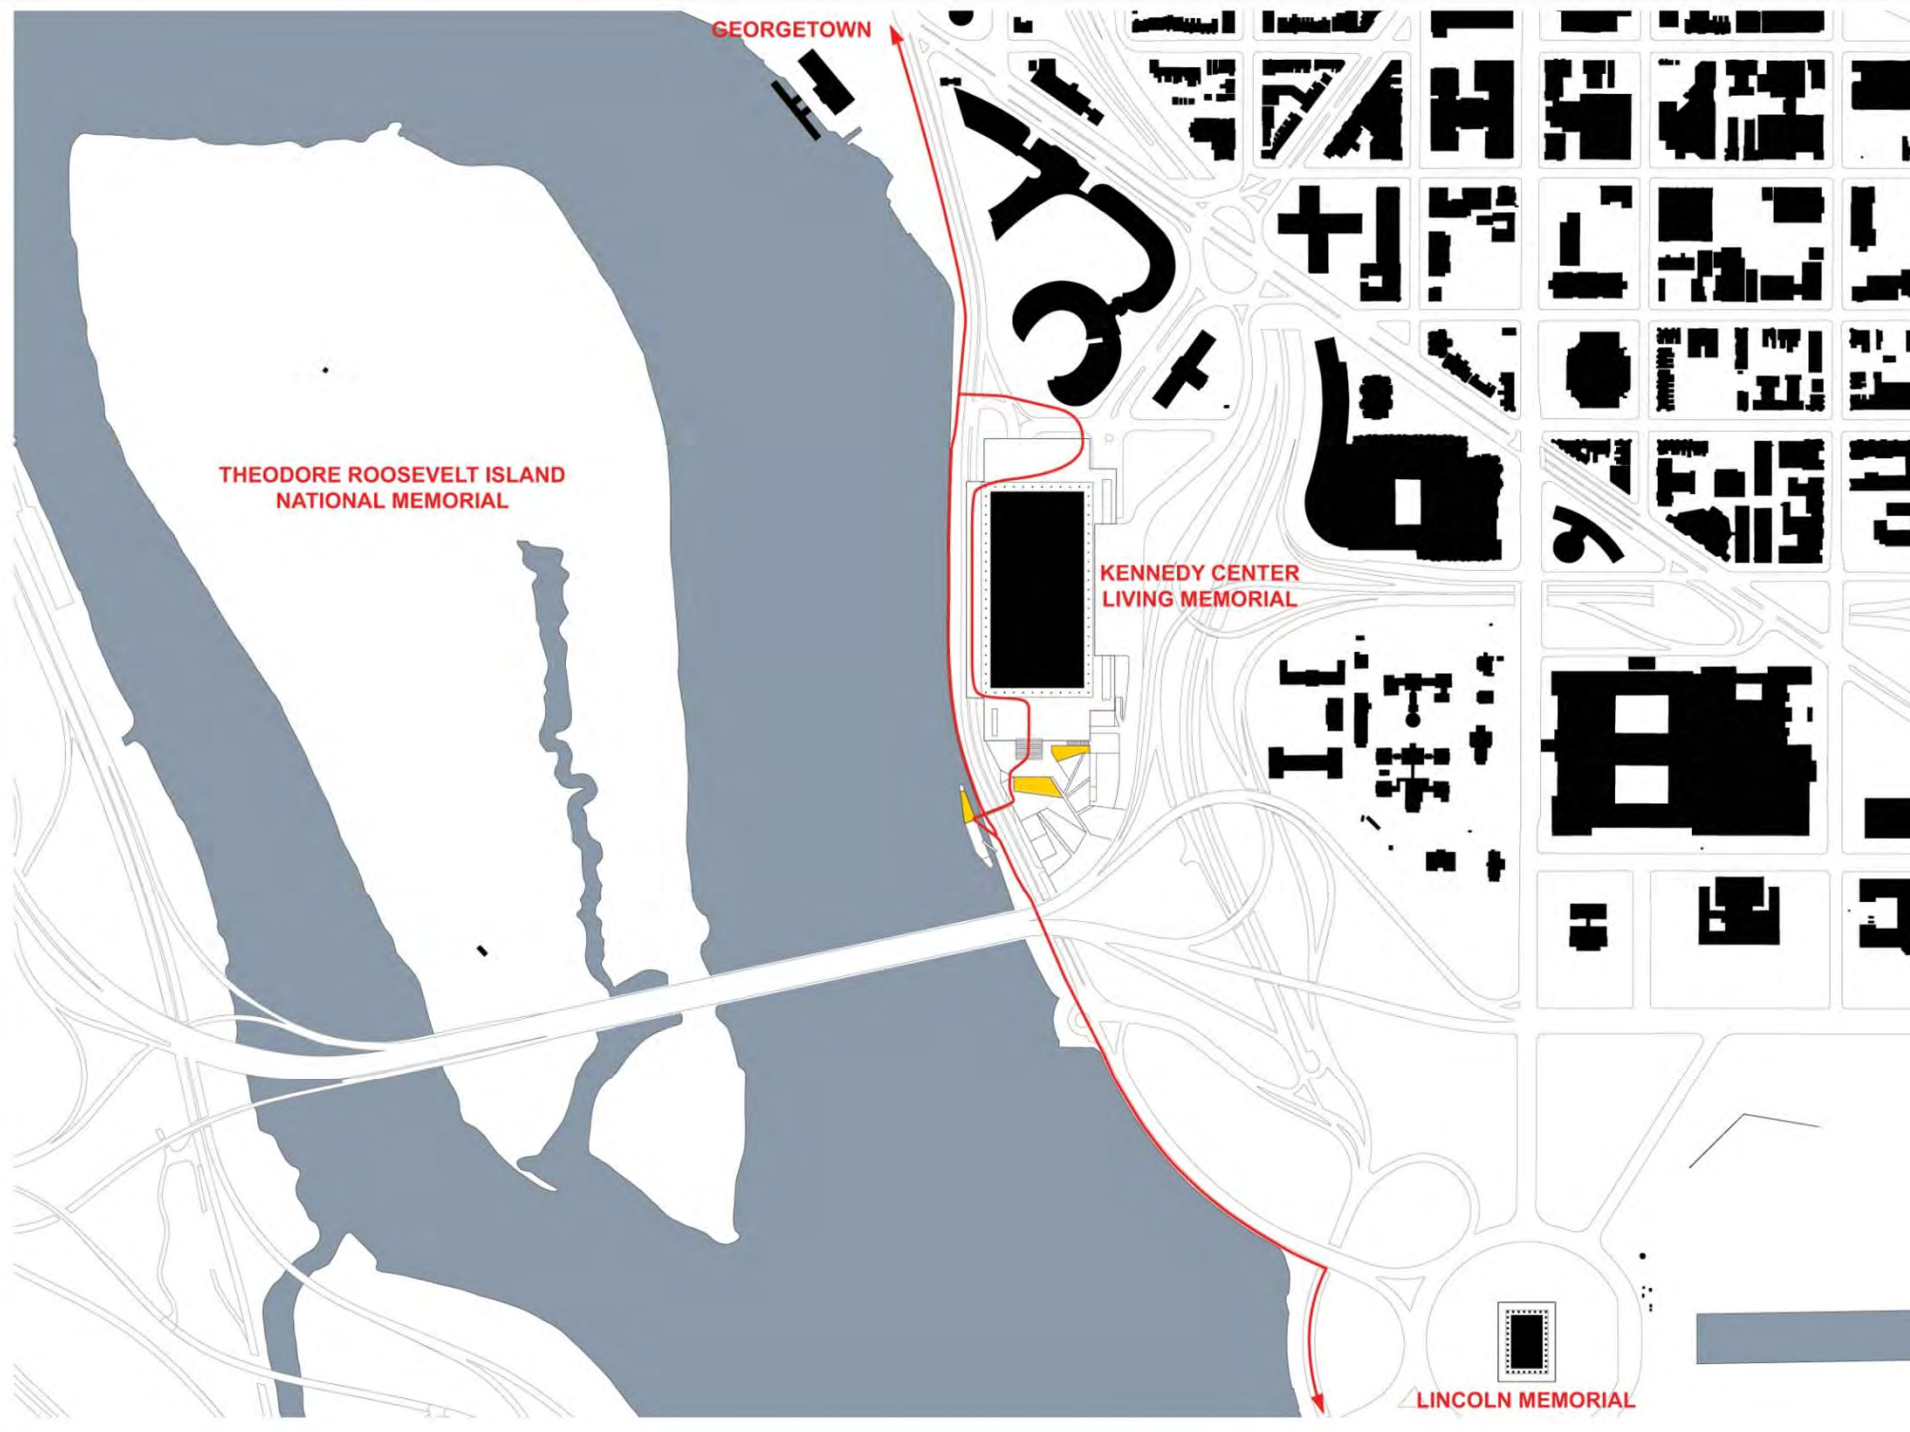 GEORGETOWN
THEODORE ROOSEVELT ISLAND
NATIONAL MEMORIAL
KENNEDY CENTER
LIVING MEMORIAL
LINCOLN MEMORIAL